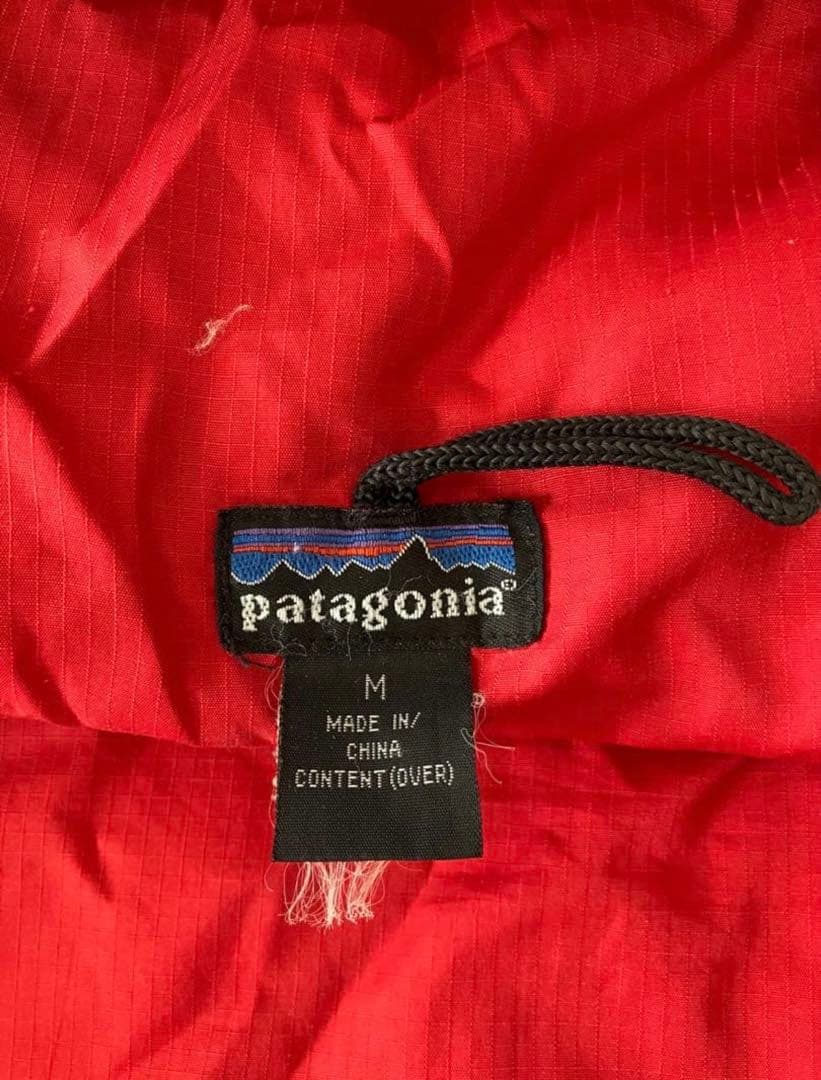 patagonia®
M
MADE IN/
CHINA
CONTENT(OVER)